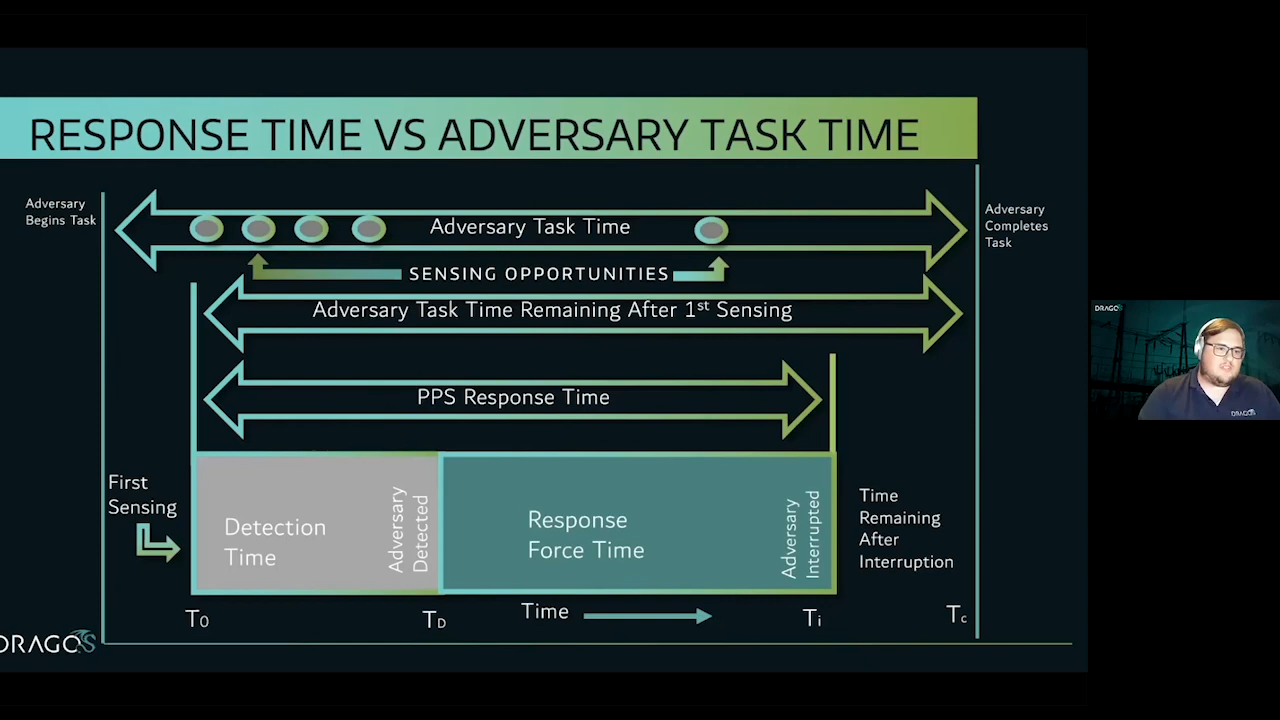 RESPONSE TIME VS ADVERSARY TASK TIME
Adversary
Begins Task
Adversary Task Time
Adversary
Completes
Task
SENSING OPPORTUNITIES
Adversary Task Time Remaining After 1st Sensing
PPS Response Time
First
Sensing
Detection
Time
Adversary
Detected
Response
Force Time
Adversary
Interrupted
Time
Remaining
After
Interruption
T0
TD
Time
Ti
Tc
DRAGOS
DRAGOS
DRAGOS